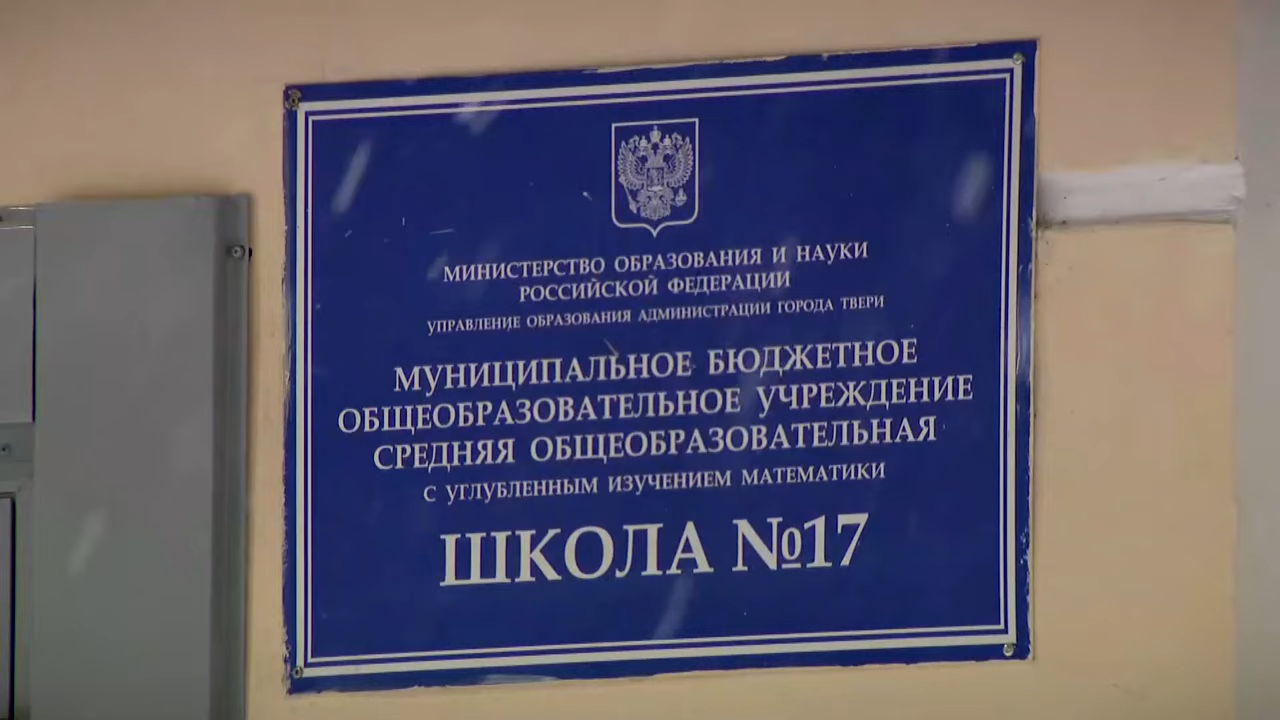 МИНИСТЕРСТВО ОБРАЗОВАНИЯ И НАУКИ
РОССИЙСКОЙ ФЕДЕРАЦИИ
УПРАВЛЕНИЕ ОБРАЗОВАНИЯ АДМИНИСТРАЦИИ ГОРОДА ТВЕРИ
МУНИЦИПАЛЬНОЕ БЮДЖЕТНОЕ
ОБЩЕОБРАЗОВАТЕЛЬНОЕ УЧРЕЖДЕНИЕ
СРЕДНЯЯ ОБЩЕОБРАЗОВАТЕЛЬНАЯ
С УГЛУБЛЕННЫМ ИЗУЧЕНИЕМ МАТЕМАТИКИ
ШКОЛА №17